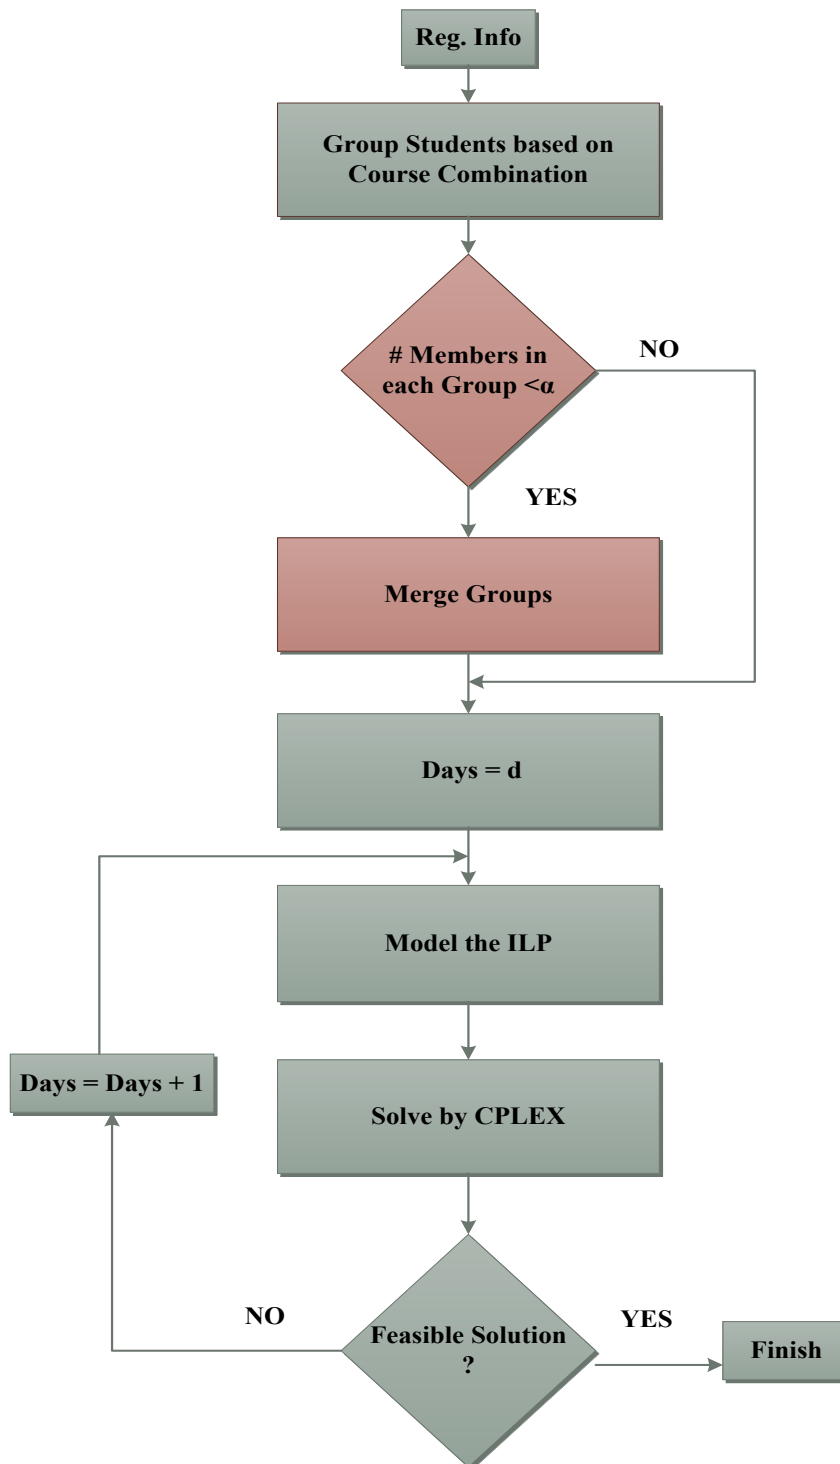 Reg. Info
Group Students based on
Course Combination
# Members in
each Group <α
NO
YES
Merge Groups
Days = d
Model the ILP
Days = Days + 1
Solve by CPLEX
NO
Feasible Solution
?
YES
Finish